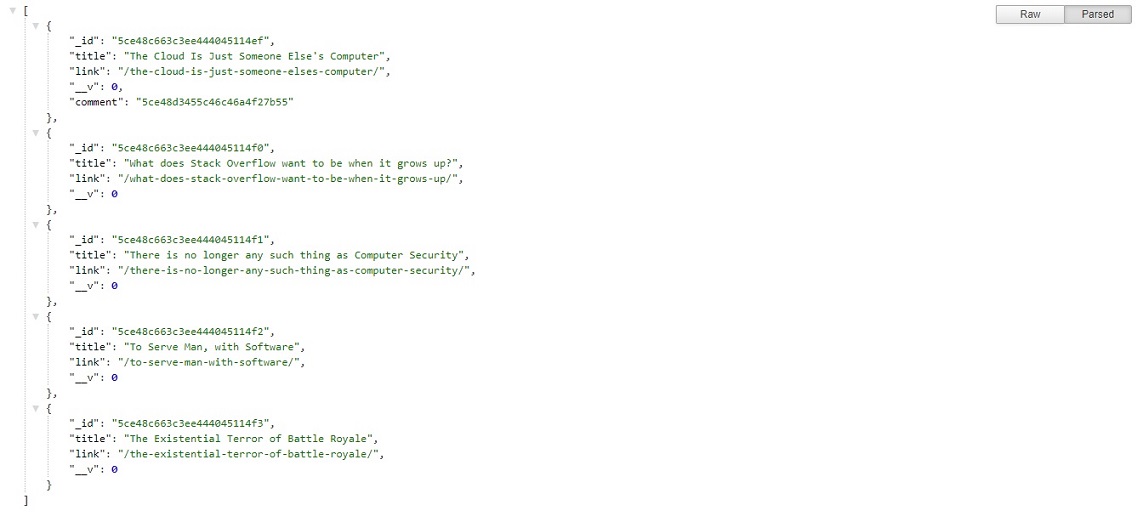 [
{
"_id": "5ce48c663c3ee444045114ef",
"title": "The Cloud Is Just Someone Else's Computer",
"link": "/the-cloud-is-just-someone-elses-computer/",
"__v": 0,
"comment": "5ce48d3455c46c46a4f27b55"
},
{
"_id": "5ce48c663c3ee444045114f0",
"title": "What does Stack Overflow want to be when it grows up?",
"link": "/what-does-stack-overflow-want-to-be-when-it-grows-up/",
"__v": 0
},
{
"_id": "5ce48c663c3ee444045114f1",
"title": "There is no longer any such thing as Computer Security",
"link": "/there-is-no-longer-any-such-thing-as-computer-security/",
"__v": 0
},
{
"_id": "5ce48c663c3ee444045114f2",
"title": "To Serve Man, with Software",
"link": "/to-serve-man-with-software/",
"__v": 0
},
{
"_id": "5ce48c663c3ee444045114f3",
"title": "The Existential Terror of Battle Royale",
"link": "/the-existential-terror-of-battle-royale/",
"__v": 0
}
]
Raw Parsed